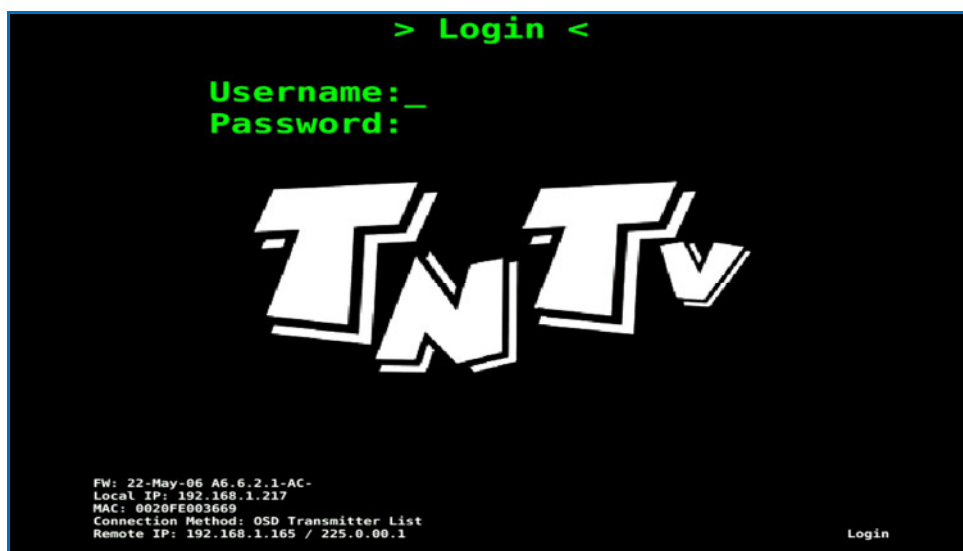 > Login <
Username:_
Password:
TNTV
FW: 22-May-06 A6.6.2.1-AC-
Local IP: 192.168.1.217
MAC: 0020FE003669
Connection Method: OSD Transmitter List
Remote IP: 192.168.1.165 / 225.0.00.1
Login